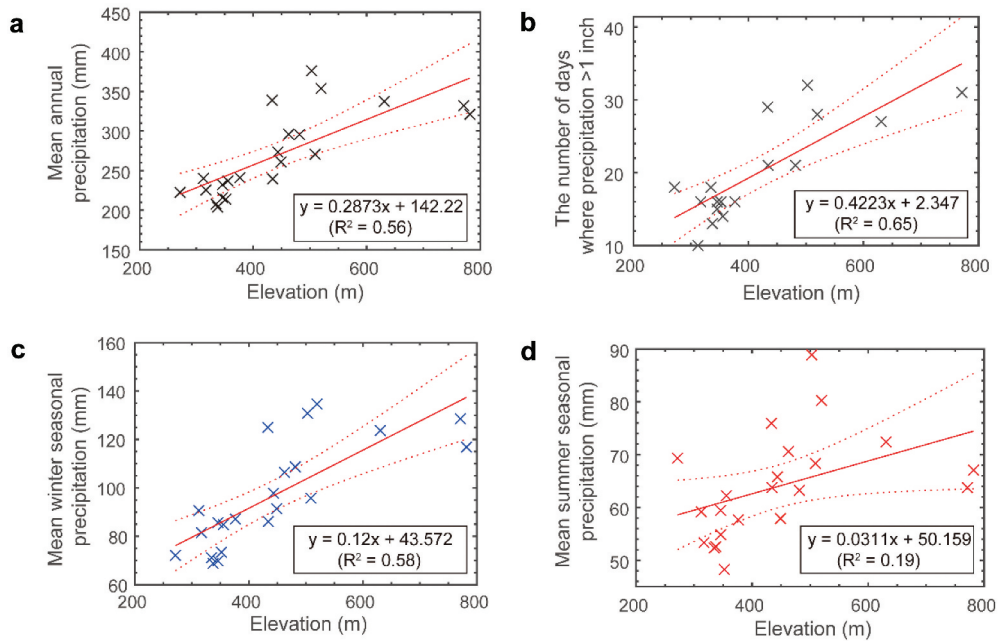 a
Mean annual
precipitation (mm)
450
400
350
300
250
200
150
y = 0.2873x + 142.22
(R² = 0.56)
200
400
600
800
Elevation (m)
b
The number of days
where precipitation >1 inch
40
30
20
10
y = 0.4223x + 2.347
(R² = 0.65)
200
400
600
800
Elevation (m)
c
Mean winter seasonal
precipitation (mm)
160
140
120
100
80
60
y = 0.12x + 43.572
(R² = 0.58)
200
400
600
800
Elevation (m)
d
Mean summer seasonal
precipitation (mm)
90
80
70
60
50
y = 0.0311x + 50.159
(R² = 0.19)
200
400
600
800
Elevation (m)